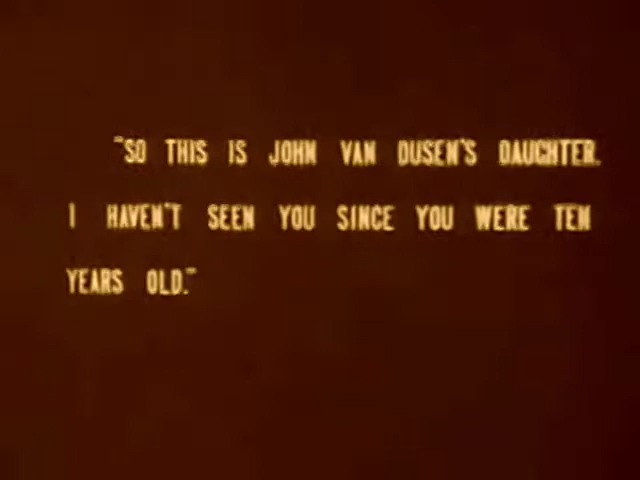 "SO THIS IS JOHN VAN DUSEN'S DAUGHTER.
I HAVEN'T SEEN YOU SINCE YOU WERE TEN
YEARS OLD."